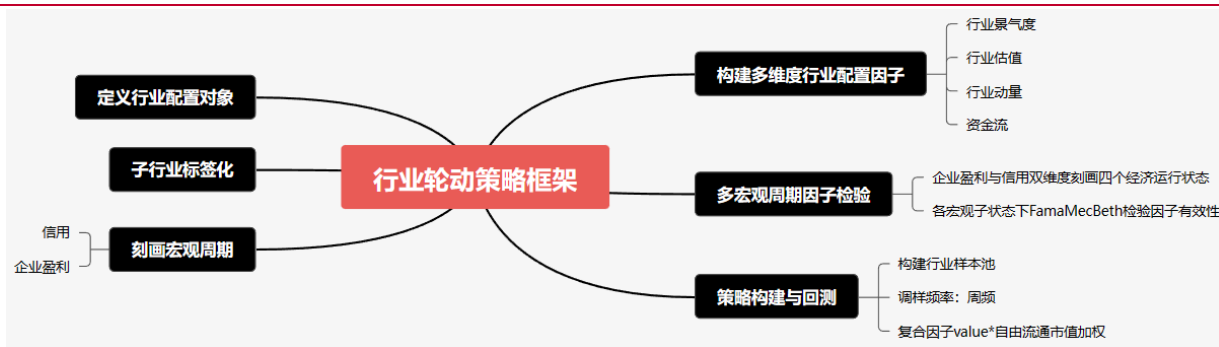 行业轮动策略框架
定义行业配置对象
子行业标签化
刻画宏观周期
信用
企业盈利
构建多维度行业配置因子
行业景气度
行业估值
行业动量
资金流
多宏观周期因子检验
企业盈利与信用双维度刻画四个经济运行状态
各宏观子状态下FamaMecBeth检验因子有效性
策略构建与回测
构建行业样本池
调样频率：周频
复合因子value*自由流通市值加权